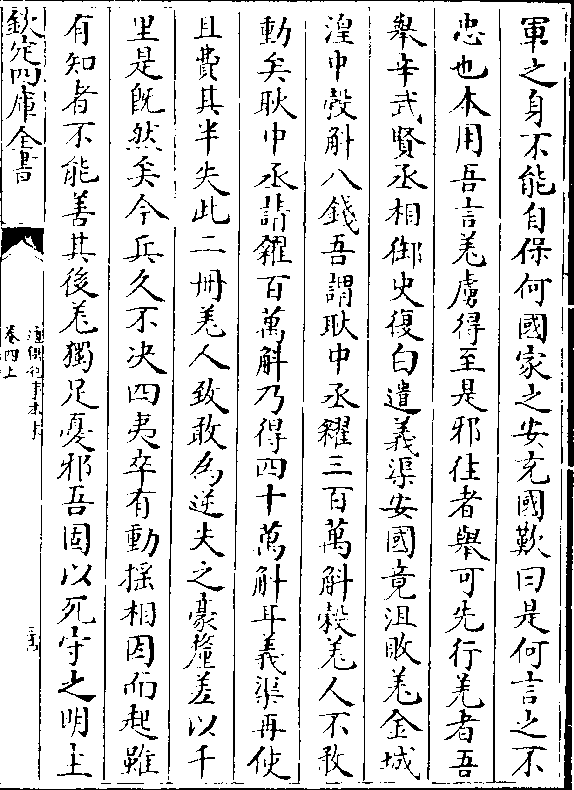 軍之身不能自保何國家之安充國歎曰是何言之不
忠也本用吾言羌虜得至是邪往者舉可先行羌者吾
舉辛武賢丞相御史復白遣義渠安國竟沮敗羌金城
湟中穀斛八錢吾謂耿中丞糴三百萬斛穀羌人不敢
動矣耿中丞請糴百萬斛乃得四十萬斛耳義渠再使
且費其半失此二冊羌人致敢為逆失之豪釐差以千
里是既然矣今兵久不决四夷卒有動揺相因而起雖
有知者不能善其後羌獨足憂邪吾固以死守之明主
欽定四庫全書
卷四上